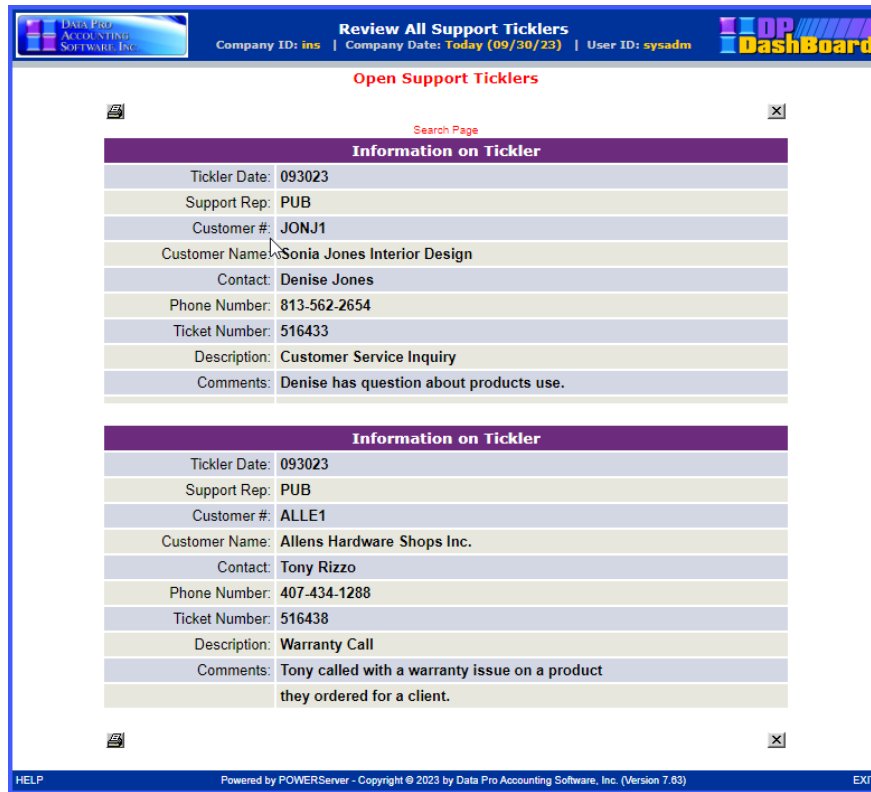 DATA PRO
ACCOUNTING
SOFTWARE, INC.
Review All Support Ticklers
Company ID: ins | Company Date: Today (09/30/23) | User ID: sysadm
DP
DashBoard
Open Support Ticklers
Search Page
Information on Tickler
Tickler Date: 093023
Support Rep: PUB
Customer #: JONJ1
Customer Name: Sonia Jones Interior Design
Contact: Denise Jones
Phone Number: 813-562-2654
Ticket Number: 516433
Description: Customer Service Inquiry
Comments: Denise has question about products use.
Information on Tickler
Tickler Date: 093023
Support Rep: PUB
Customer #: ALLE1
Customer Name: Allens Hardware Shops Inc.
Contact: Tony Rizzo
Phone Number: 407-434-1288
Ticket Number: 516438
Description: Warranty Call
Comments: Tony called with a warranty issue on a product
they ordered for a client.
HELP Powered by POWERServer - Copyright © 2023 by Data Pro Accounting Software, Inc. (Version 7.63) EXI